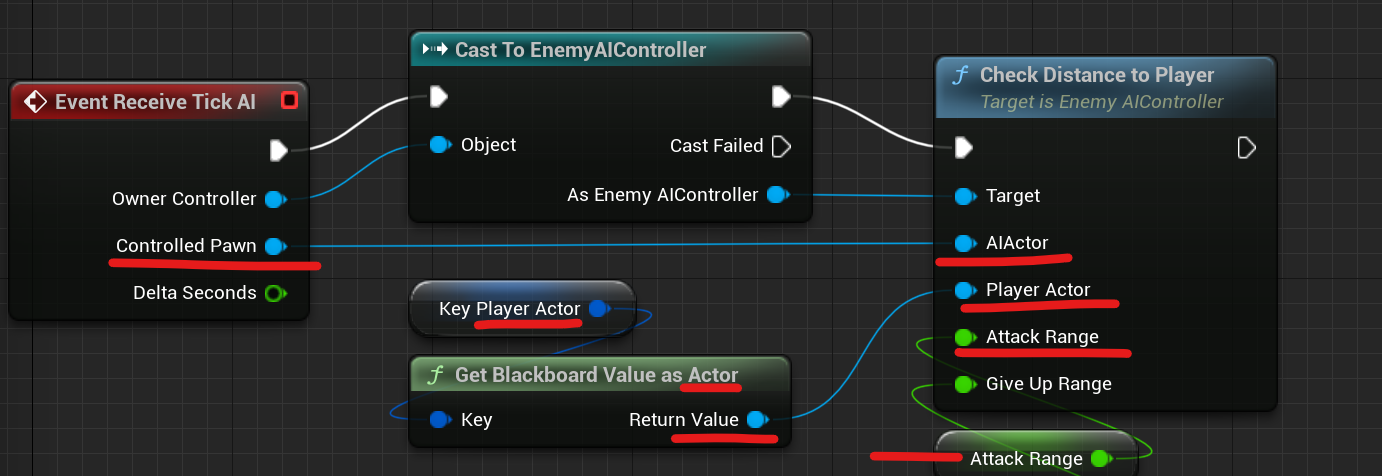 Event Receive Tick AI
Owner Controller
Controlled Pawn
Delta Seconds
Cast To EnemyAIController
Object
Cast Failed
As Enemy AIController
Key Player Actor
f Get Blackboard Value as Actor
Key
Return Value
f Check Distance to Player
Target is Enemy AIController
Target
AIActor
Player Actor
Attack Range
Give Up Range
Attack Range